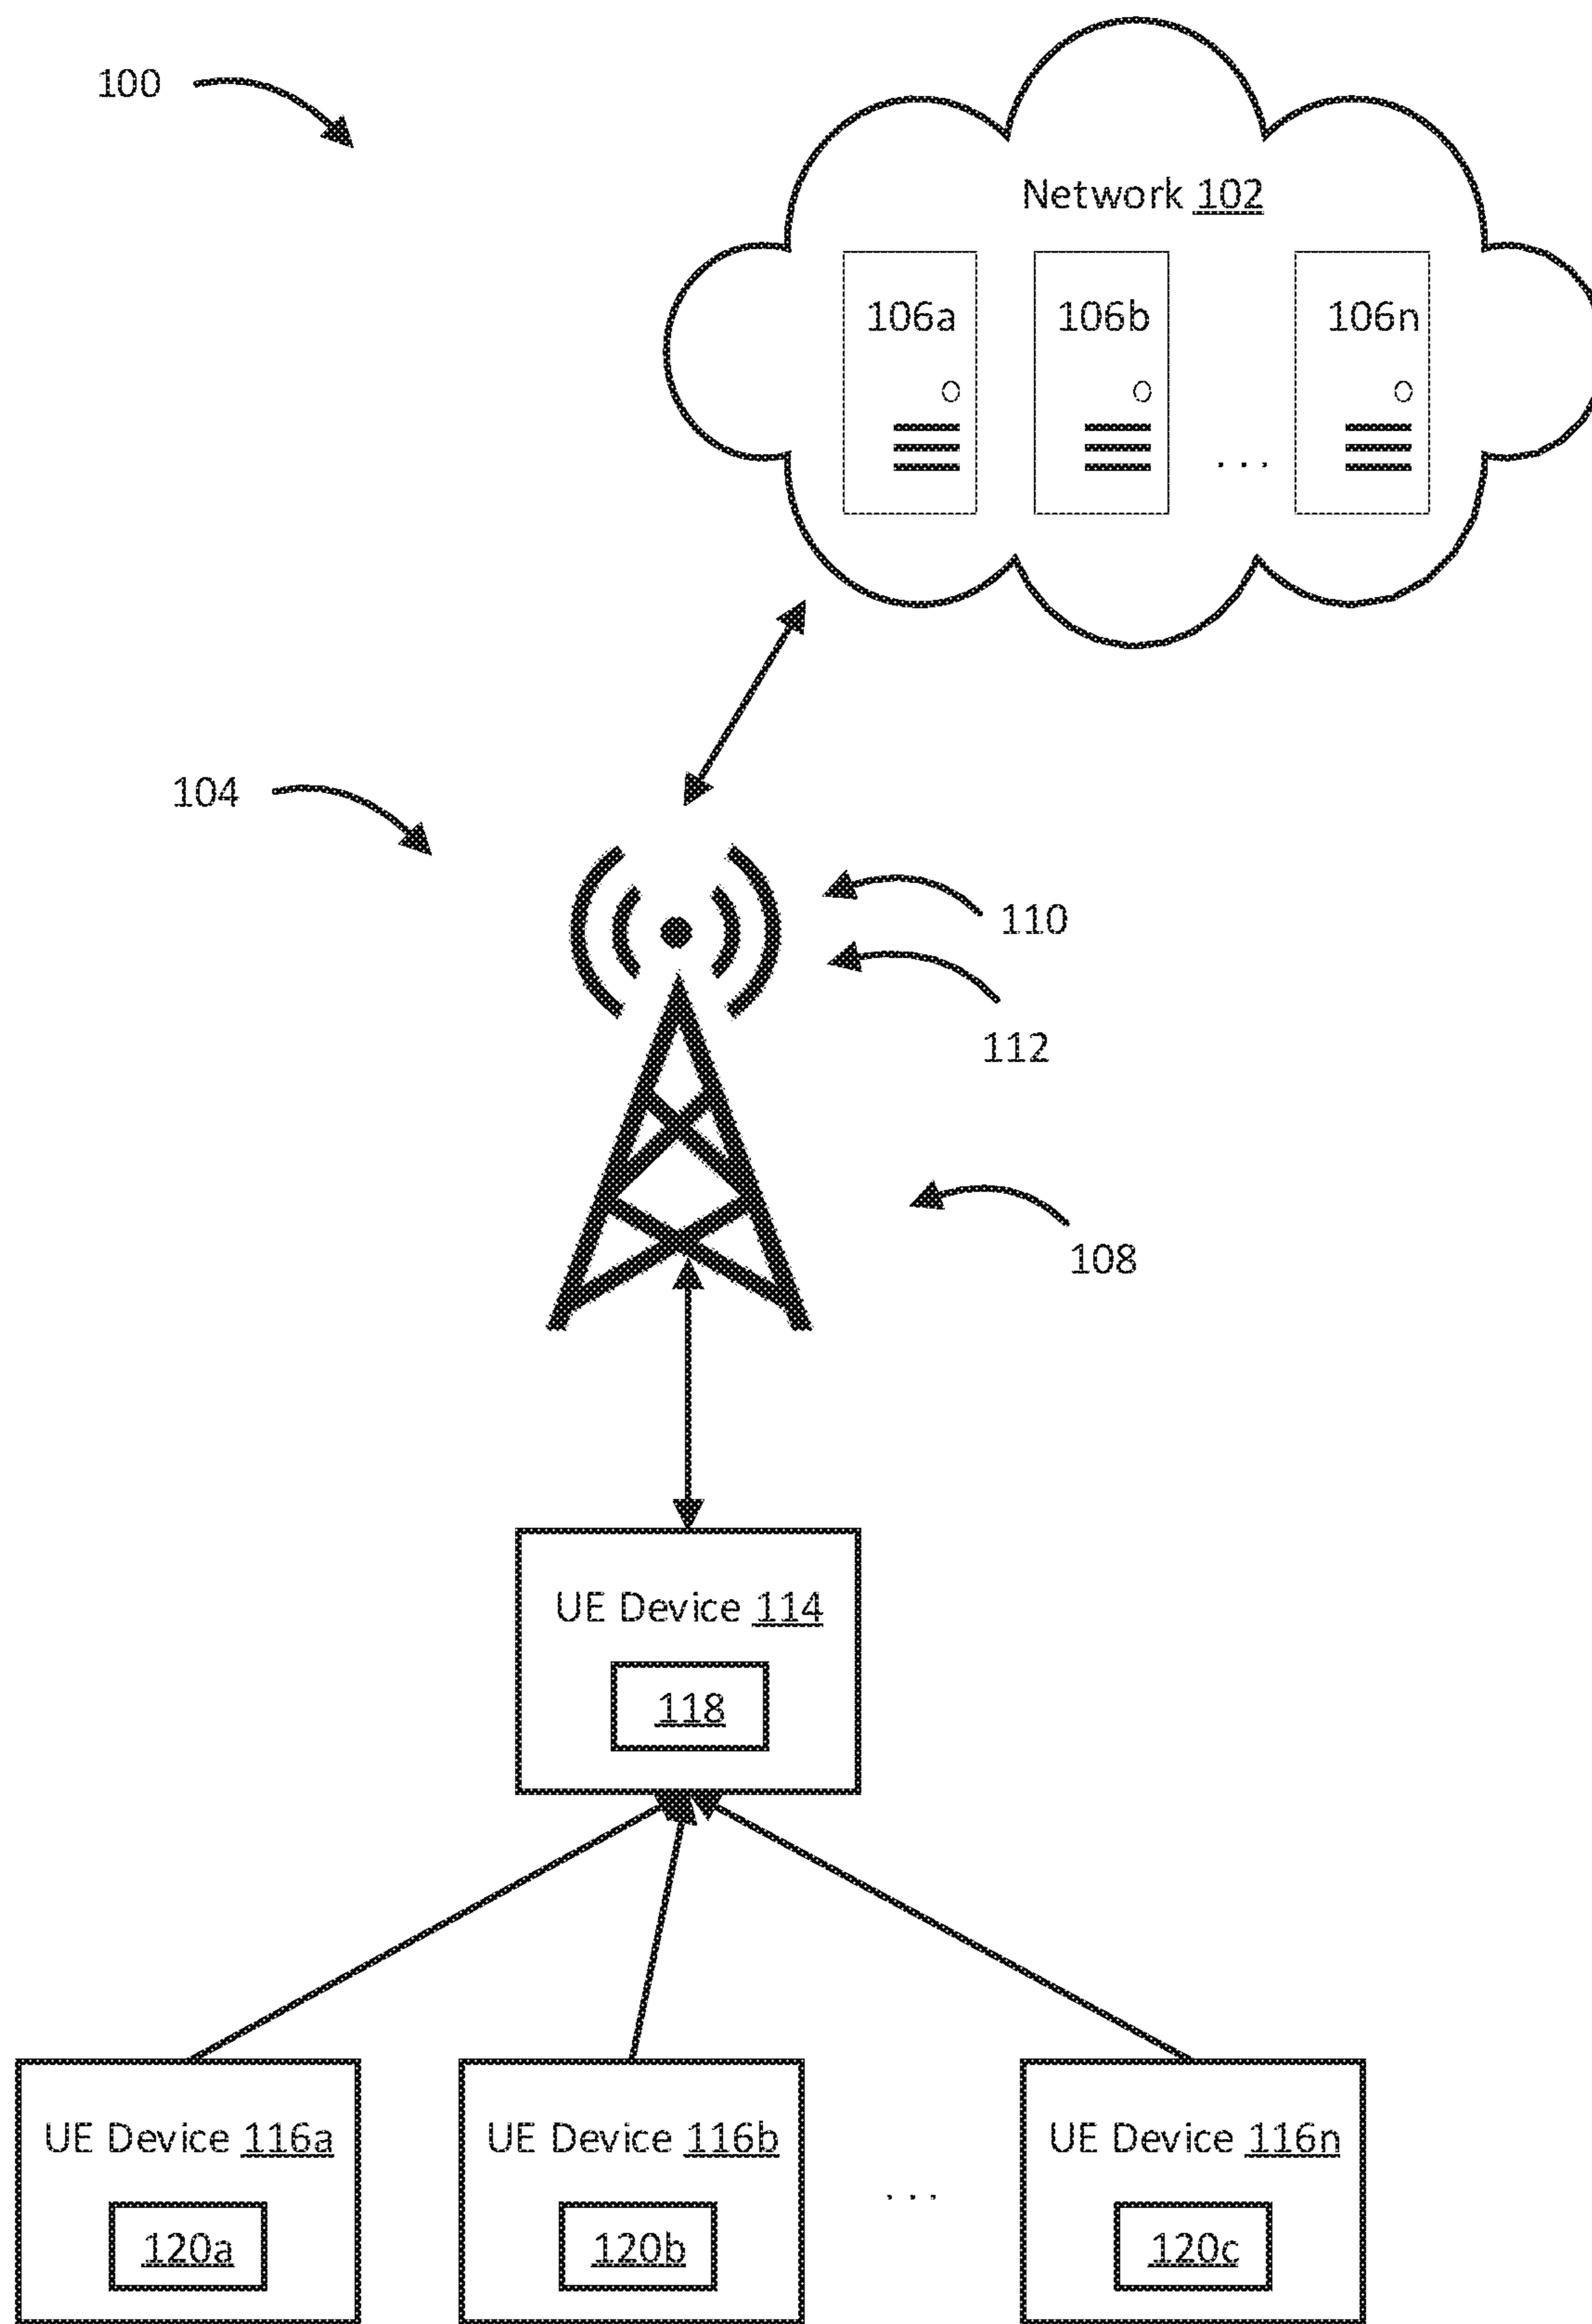 100
Network 102
106a 106b 106n
. . .
104
110
112
108
UE Device 114
118
UE Device 116a UE Device 116b UE Device 116n
. . .
120a 120b 120c